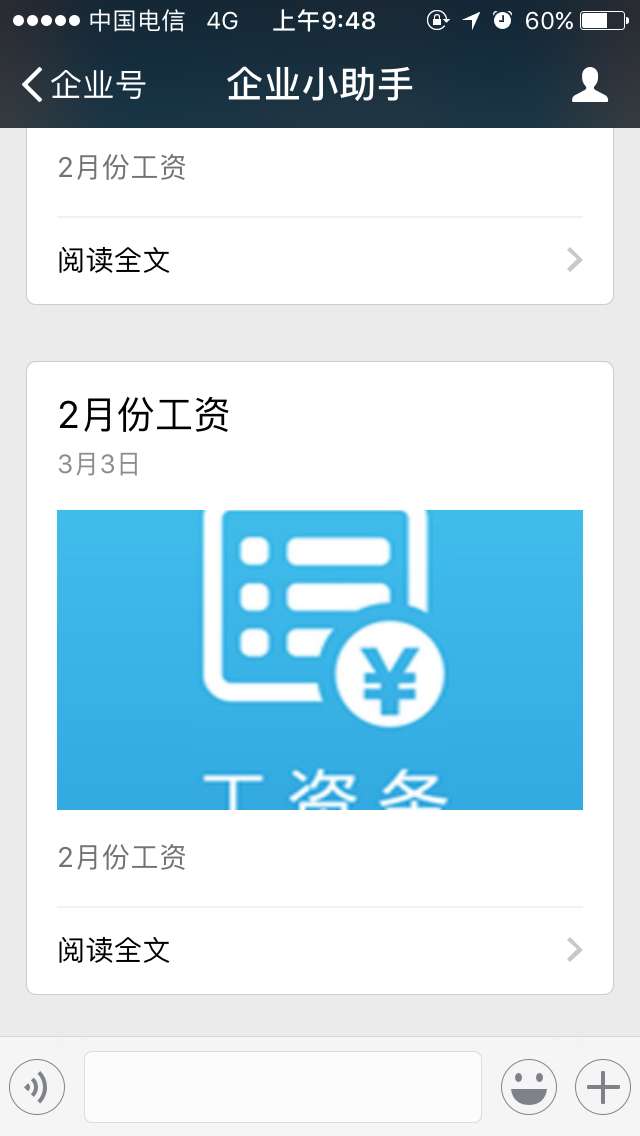 中国电信 4G 上午9:48 60%
企业号 企业小助手
2月份工资
阅读全文
2月份工资
3月3日
¥
工资条
2月份工资
阅读全文